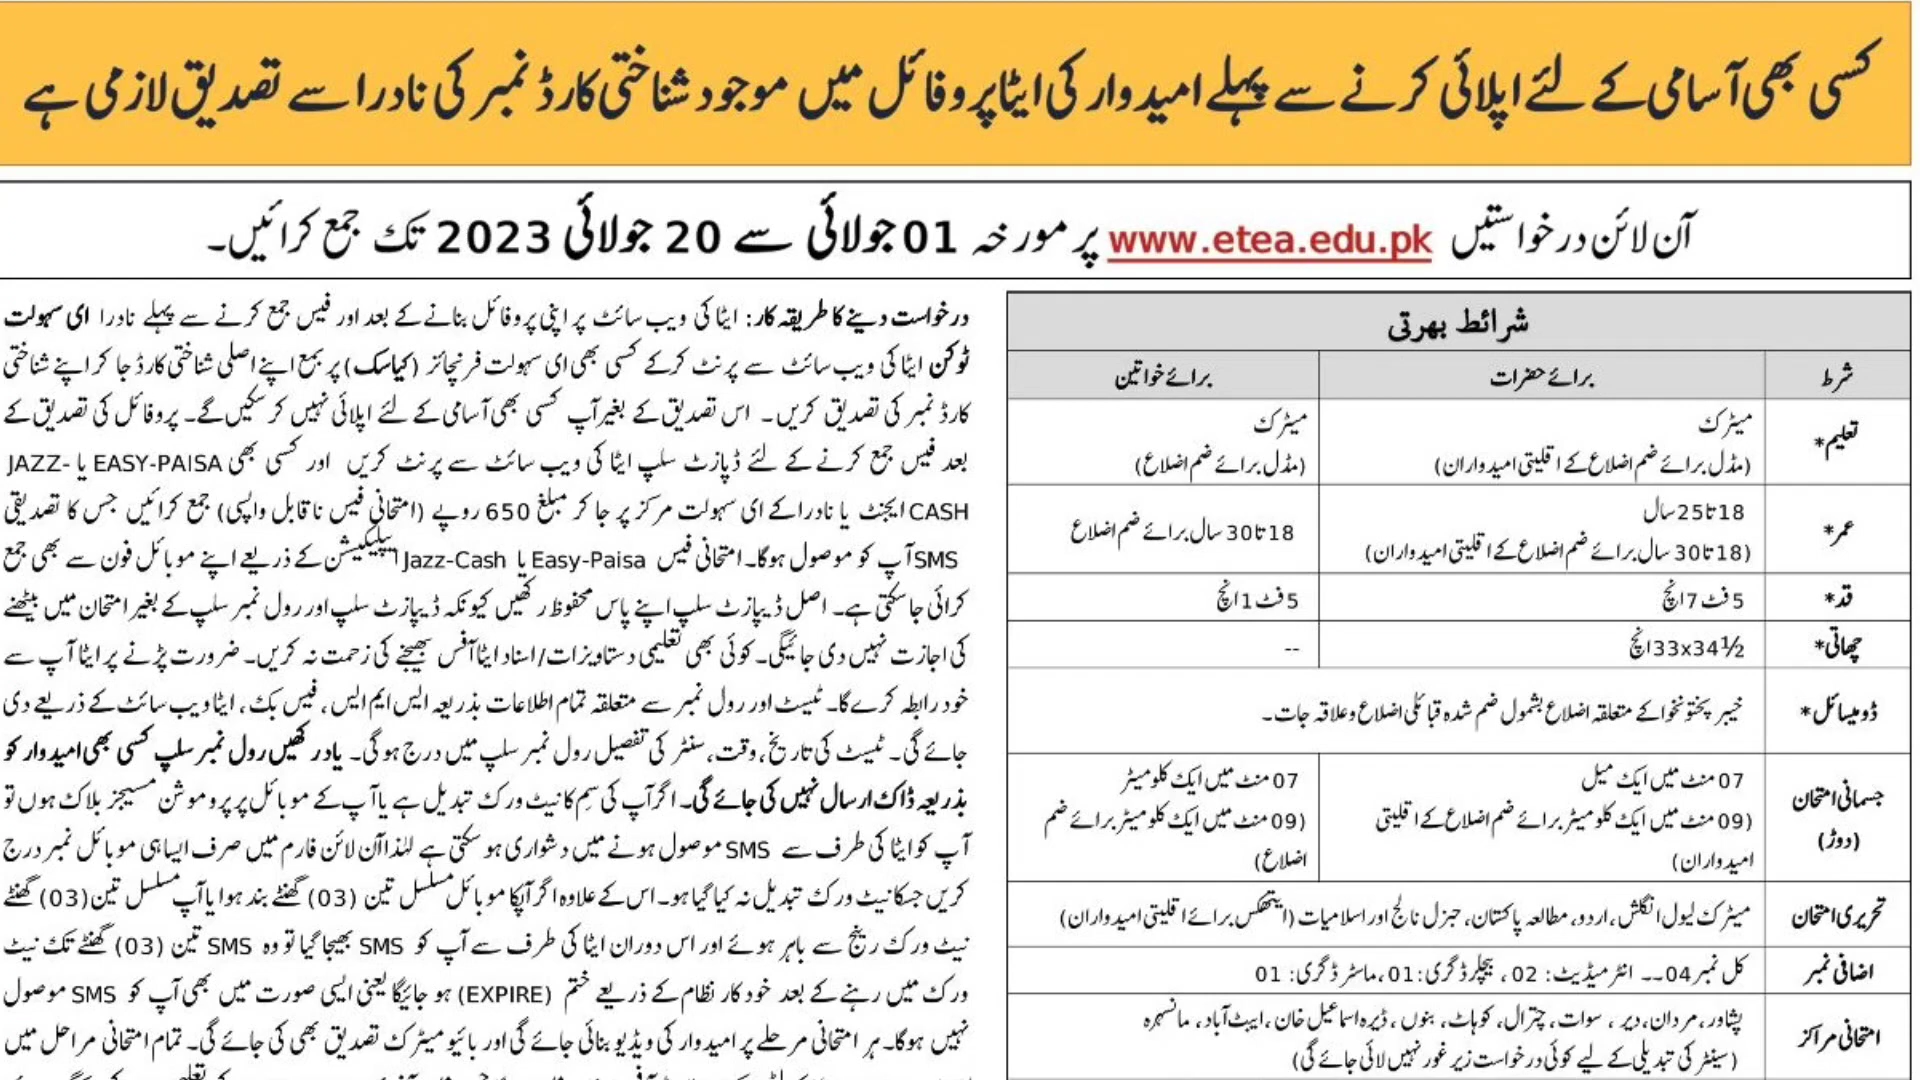 کسی بھی آسامی کے لئے اپلائی کرنے سے پہلے امیدوار کی ایٹا پروفائل میں موجود شناختی کارڈ نمبر کی نادرا سے تصدیق لازمی ہے
آن لائن درخواستیں www.etea.edu.pk پر مورخہ 01 جولائی سے 20 جولائی 2023 تک جمع کرائیں۔
شرائط بھرتی
شرط برائے حضرات برائے خواتین
تعلیم* میٹرک میٹرک
(مڈل برائے ضم اضلاع کے اقلیتی امیدواران) (مڈل برائے ضم اضلاع)
عمر* 18تا25سال 18تا30 سال برائے ضم اضلاع
(18تا30 سال برائے ضم اضلاع کے اقلیتی امیدواران)
قد* 5فٹ7انچ 5فٹ1انچ
چھاتی* 33x34½انچ --
ڈومیسائل* خیبر پختونخوا کے متعلقہ اضلاع بشمول ضم شدہ قبائلی اضلاع وعلاقہ جات۔
جسمانی امتحان (دوڑ) 07 منٹ میں ایک میل 07 منٹ میں ایک کلومیٹر
(09 منٹ میں ایک کلومیٹر برائے ضم اضلاع کے اقلیتی امیدواران) (09 منٹ میں ایک کلومیٹر برائے ضم اضلاع)
تحریری امتحان میٹرک لیول انگلش، اردو، مطالعہ پاکستان، جنرل نالج اور اسلامیات (ایتھکس برائے اقلیتی امیدواران)
اضافی نمبر کل نمبر 04۔۔ انٹرمیڈیٹ: 02 ، بیچلر ڈگری: 01، ماسٹر ڈگری: 01
امتحانی مراکز پشاور، مردان، دیر ، سوات ، چترال، کوہاٹ، بنوں ، ڈیرہ اسماعیل خان ، ایبٹ آباد ، مانسہرہ
(سینٹر کی تبدیلی کے لیے کوئی درخواست زیر غور نہیں لائی جائے گی)
درخواست دینے کا طریقہ کار: ایٹا کی ویب سائٹ پر اپنی پروفائل بنانے کے بعد اور فیس جمع کرنے سے پہلے نادرا ای سہولت
ٹوکن ایٹا کی ویب سائٹ سے پرنٹ کرکے کسی بھی ای سہولت فرنچائز (کیاسک) پر بمع اپنے اصلی شناختی کارڈ جا کر اپنے شناختی
کارڈ نمبر کی تصدیق کریں۔ اس تصدیق کے بغیر آپ کسی بھی آسامی کے لئے اپلائی نہیں کر سکیں گے۔ پروفائل کی تصدیق کے
بعد فیس جمع کرنے کے لئے ڈپازٹ سلپ ایٹا کی ویب سائٹ سے پرنٹ کریں اور کسی بھی EASY-PAISA یا JAZZ-
CASH ایجنٹ یا نادرا کے ای سہولت مرکز پر جا کر مبلغ 650 روپے (امتحانی فیس ناقابل واپسی) جمع کرائیں جس کا تصدیقی
SMS آپ کو موصول ہوگا۔ امتحانی فیس Easy-Paisa یا Jazz-Cash ایپلیکیشن کے ذریعے اپنے موبائل فون سے بھی جمع
کرائی جاسکتی ہے۔ اصل ڈیپازٹ سلپ اپنے پاس محفوظ رکھیں کیونکہ ڈیپازٹ سلپ اور رول نمبر سلپ کے بغیر امتحان میں بیٹھنے
کی اجازت نہیں دی جائیگی۔ کوئی بھی تعلیمی دستاویزات/اسناد ایٹا آفس بھیجنے کی زحمت نہ کریں۔ ضرورت پڑنے پر ایٹا آپ سے
خود رابطہ کرے گا۔ ٹیسٹ اور رول نمبر سے متعلقہ تمام اطلاعات بذریعہ ایس ایم ایس، فیس بک ، ایٹا ویب سائٹ کے ذریعے دی
جائے گی۔ ٹیسٹ کی تاریخ، وقت، سنٹر کی تفصیل رول نمبر سلپ میں درج ہوگی۔ یاد رکھیں رول نمبر سلپ کسی بھی امیدوار کو
بذریعہ ڈاک ارسال نہیں کی جائے گی۔ اگر آپ کی سِم کا نیٹ ورک تبدیل ہے یا آپ کے موبائل پر پروموشن مسیجز بلاک ہوں تو
آپ کو ایٹا کی طرف سے SMS موصول ہونے میں دشواری ہو سکتی ہے لہٰذا آن لائن فارم میں صرف ایسا ہی موبائل نمبر درج
کریں جسکا نیٹ ورک تبدیل نہ کیا گیا ہو۔ اس کے علاوہ اگر آپکا موبائل مسلسل تین (03) گھنٹے بند ہوا یا آپ مسلسل تین (03) گھنٹے
نیٹ ورک رینج سے باہر ہوئے اور اس دوران ایٹا کی طرف سے آپ کو SMS بھیجا گیا تو وہ SMS تین (03) گھنٹے تک نیٹ
ورک میں رہنے کے بعد خود کار نظام کے ذریعے ختم (EXPIRE) ہو جائیگا یعنی ایسی صورت میں بھی آپ کو SMS موصول
نہیں ہوگا۔ ہر امتحانی مرحلے پر امیدوار کی ویڈیو بنائی جائے گی اور بائیو میٹرک تصدیق بھی کی جائے گی۔ تمام امتحانی مراحل میں